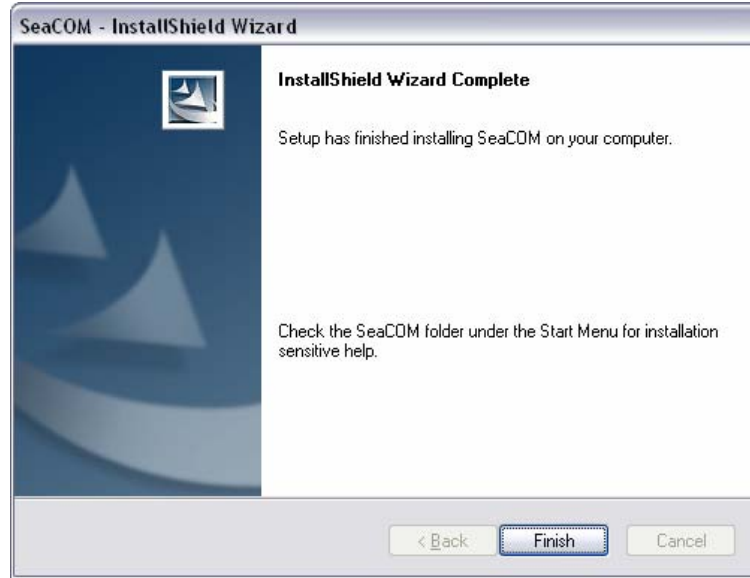 SeaCOM - InstallShield Wizard
InstallShield Wizard Complete
Setup has finished installing SeaCOM on your computer.
Check the SeaCOM folder under the Start Menu for installation
sensitive help.
< Back
Finish
Cancel